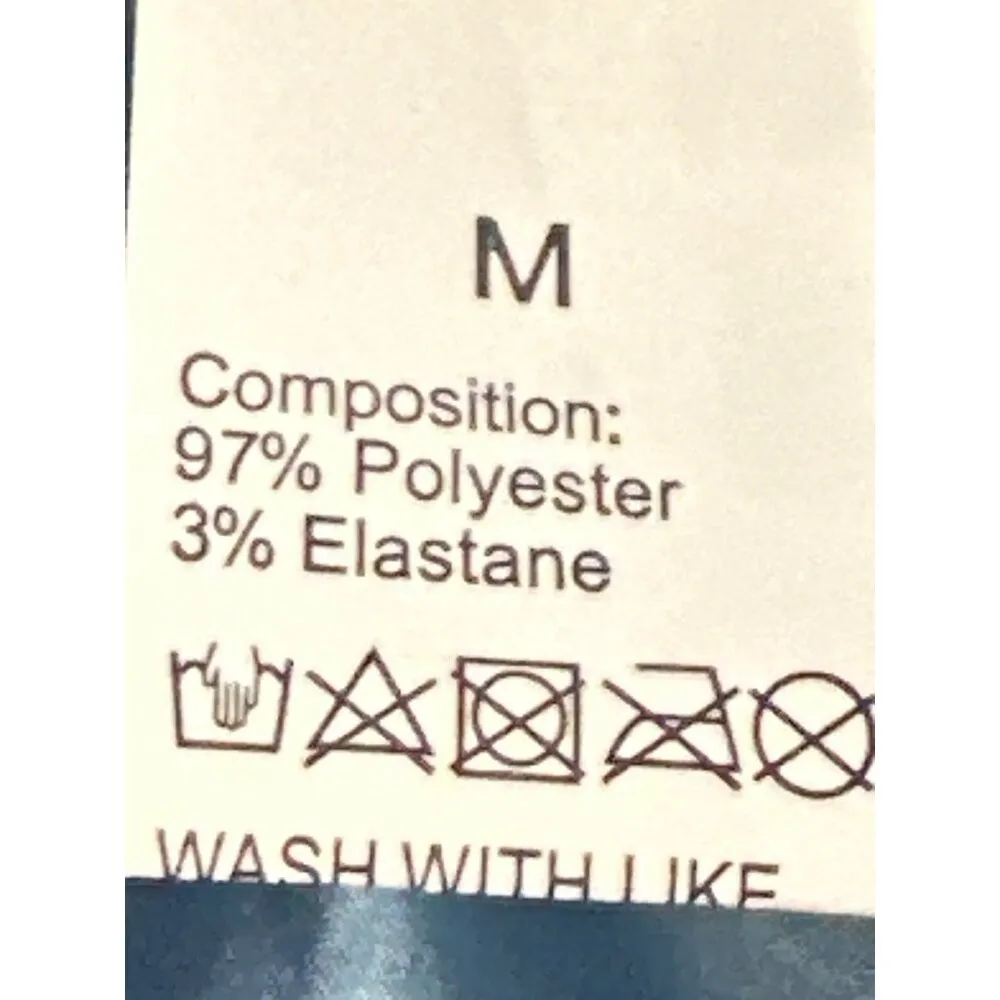 M
Composition:
97% Polyester
3% Elastane
WASH WITH LIKE